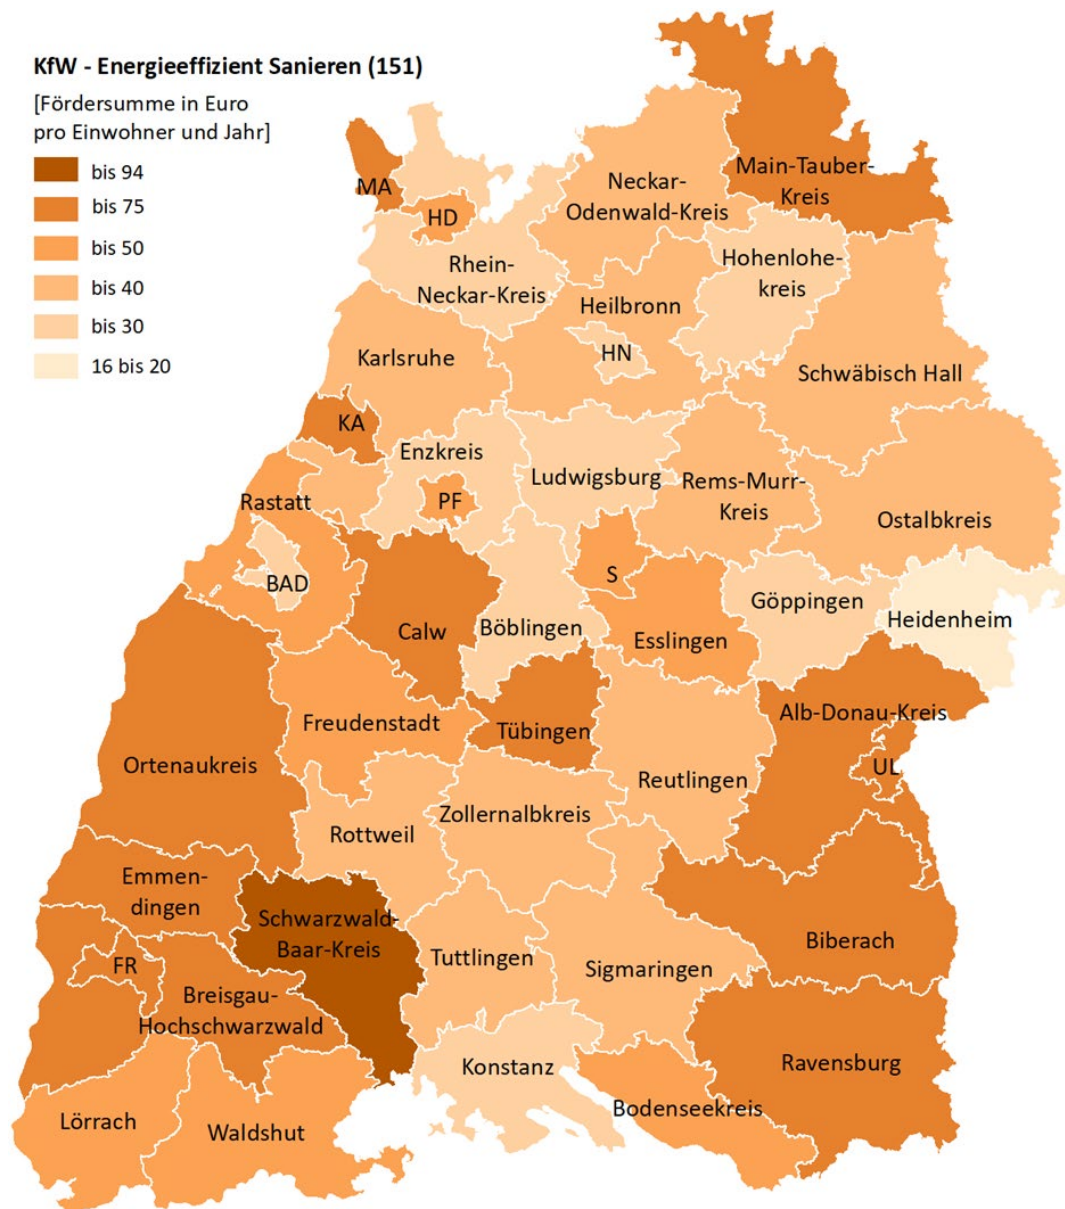 KfW - Energieeffizient Sanieren (151)
[Fördersumme in Euro
pro Einwohner und Jahr]
bis 94
bis 75
bis 50
bis 40
bis 30
16 bis 20
MA
HD
Neckar-
Odenwald-Kreis
Main-Tauber-
Kreis
Rhein-
Neckar-Kreis
Hohenlohe-
kreis
Heilbronn
HN
Karlsruhe
Schwäbisch Hall
KA
Enzkreis
Ludwigsburg
Rems-Murr-
Kreis
PF
Rastatt
Ostalbkreis
BAD
S
Göppingen
Heidenheim
Calw
Böblingen
Esslingen
Freudenstadt
Tübingen
Alb-Donau-Kreis
UL
Ortenaukreis
Reutlingen
Zollernalbkreis
Rottweil
Emmen-
dingen
Schwarzwald-
Baar-Kreis
Biberach
FR
Tuttlingen
Sigmaringen
Breisgau-
Hochschwarzwald
Konstanz
Ravensburg
Bodenseekreis
Lörrach
Waldshut